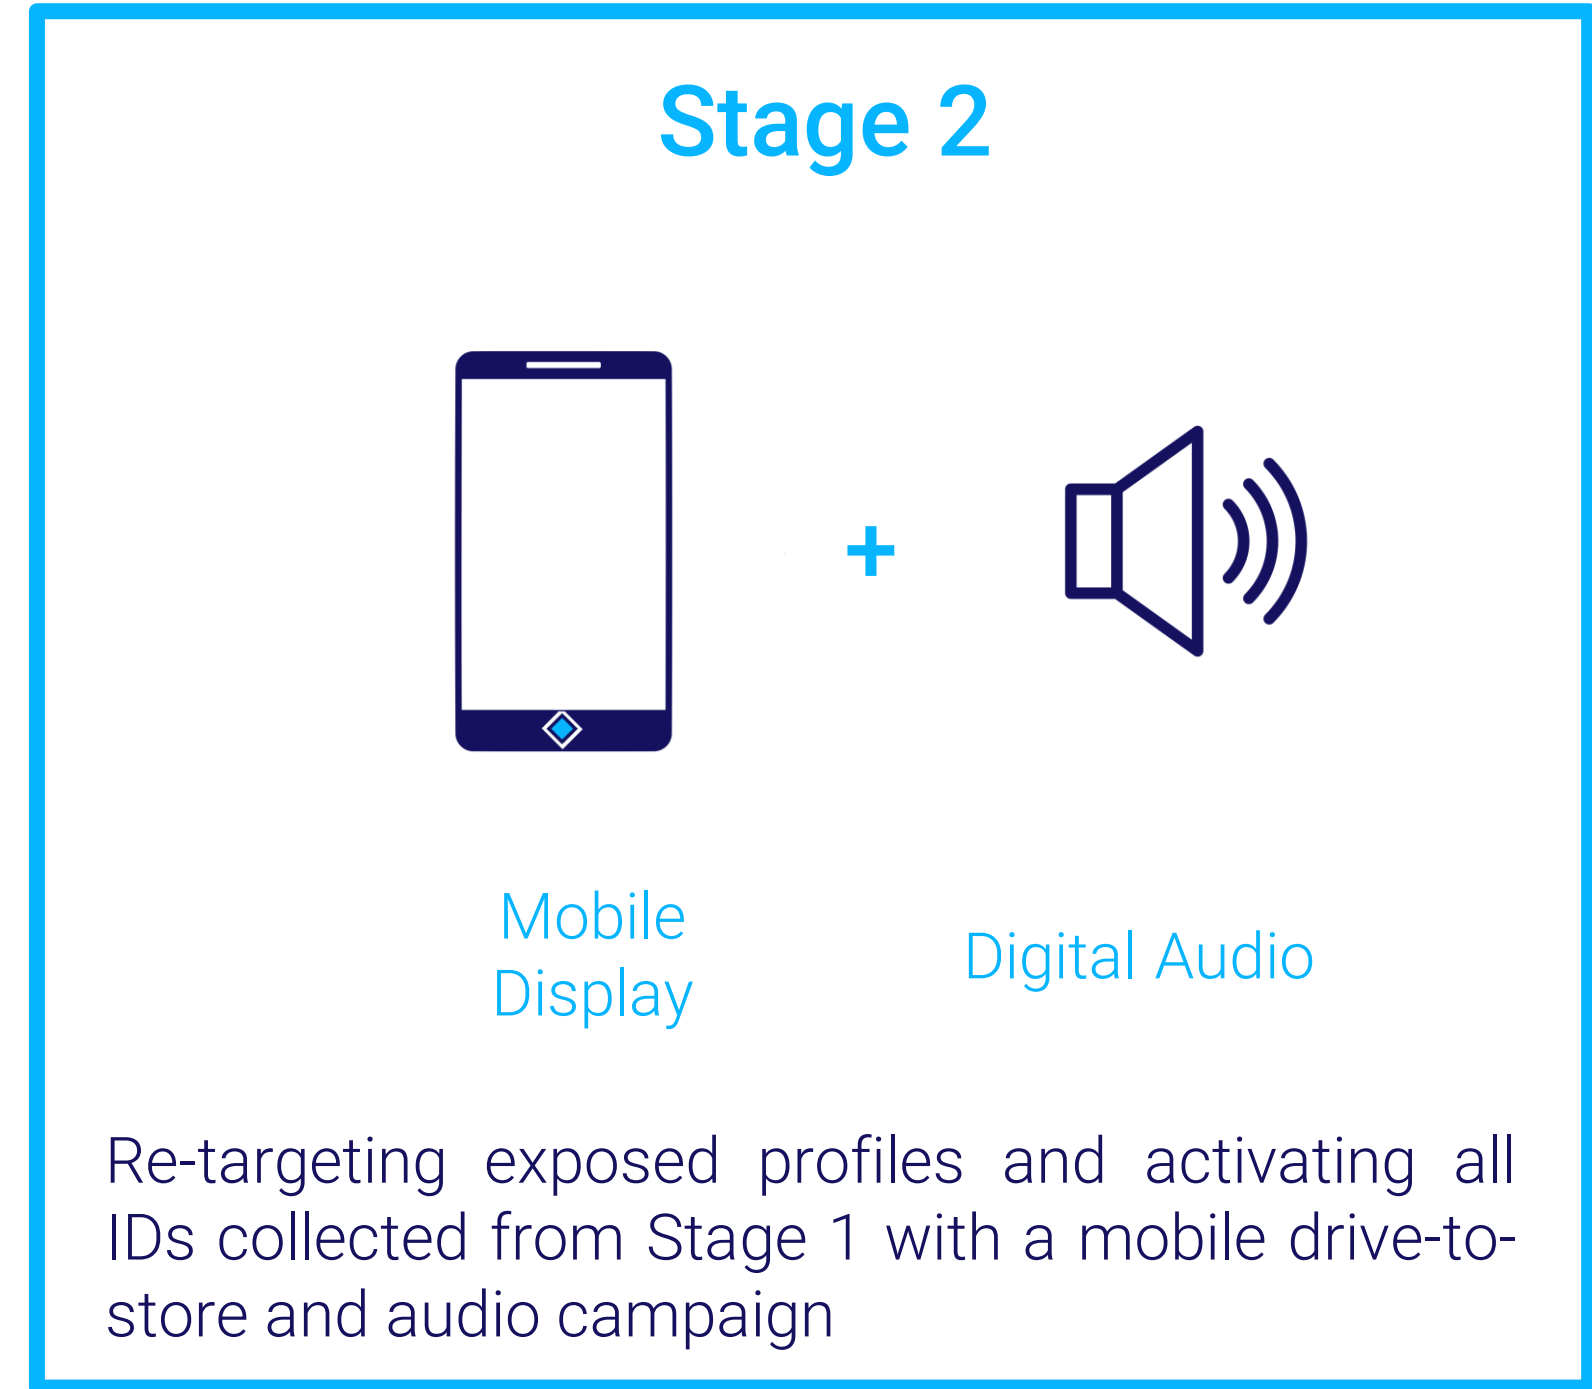 Stage 2
+
Mobile
Display
Digital Audio
Re-targeting exposed profiles and activating all
IDs collected from Stage 1 with a mobile drive-to-
store and audio campaign